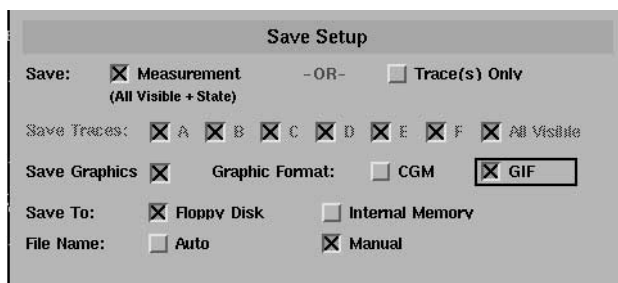 Save Setup
Save: Measurement -OR- Trace(s) Only
(All Visible + State)
Save Traces: A B C D E F All Visible
Save Graphics Graphic Format: CGM GIF
Save To: Floppy Disk Internal Memory
File Name: Auto Manual